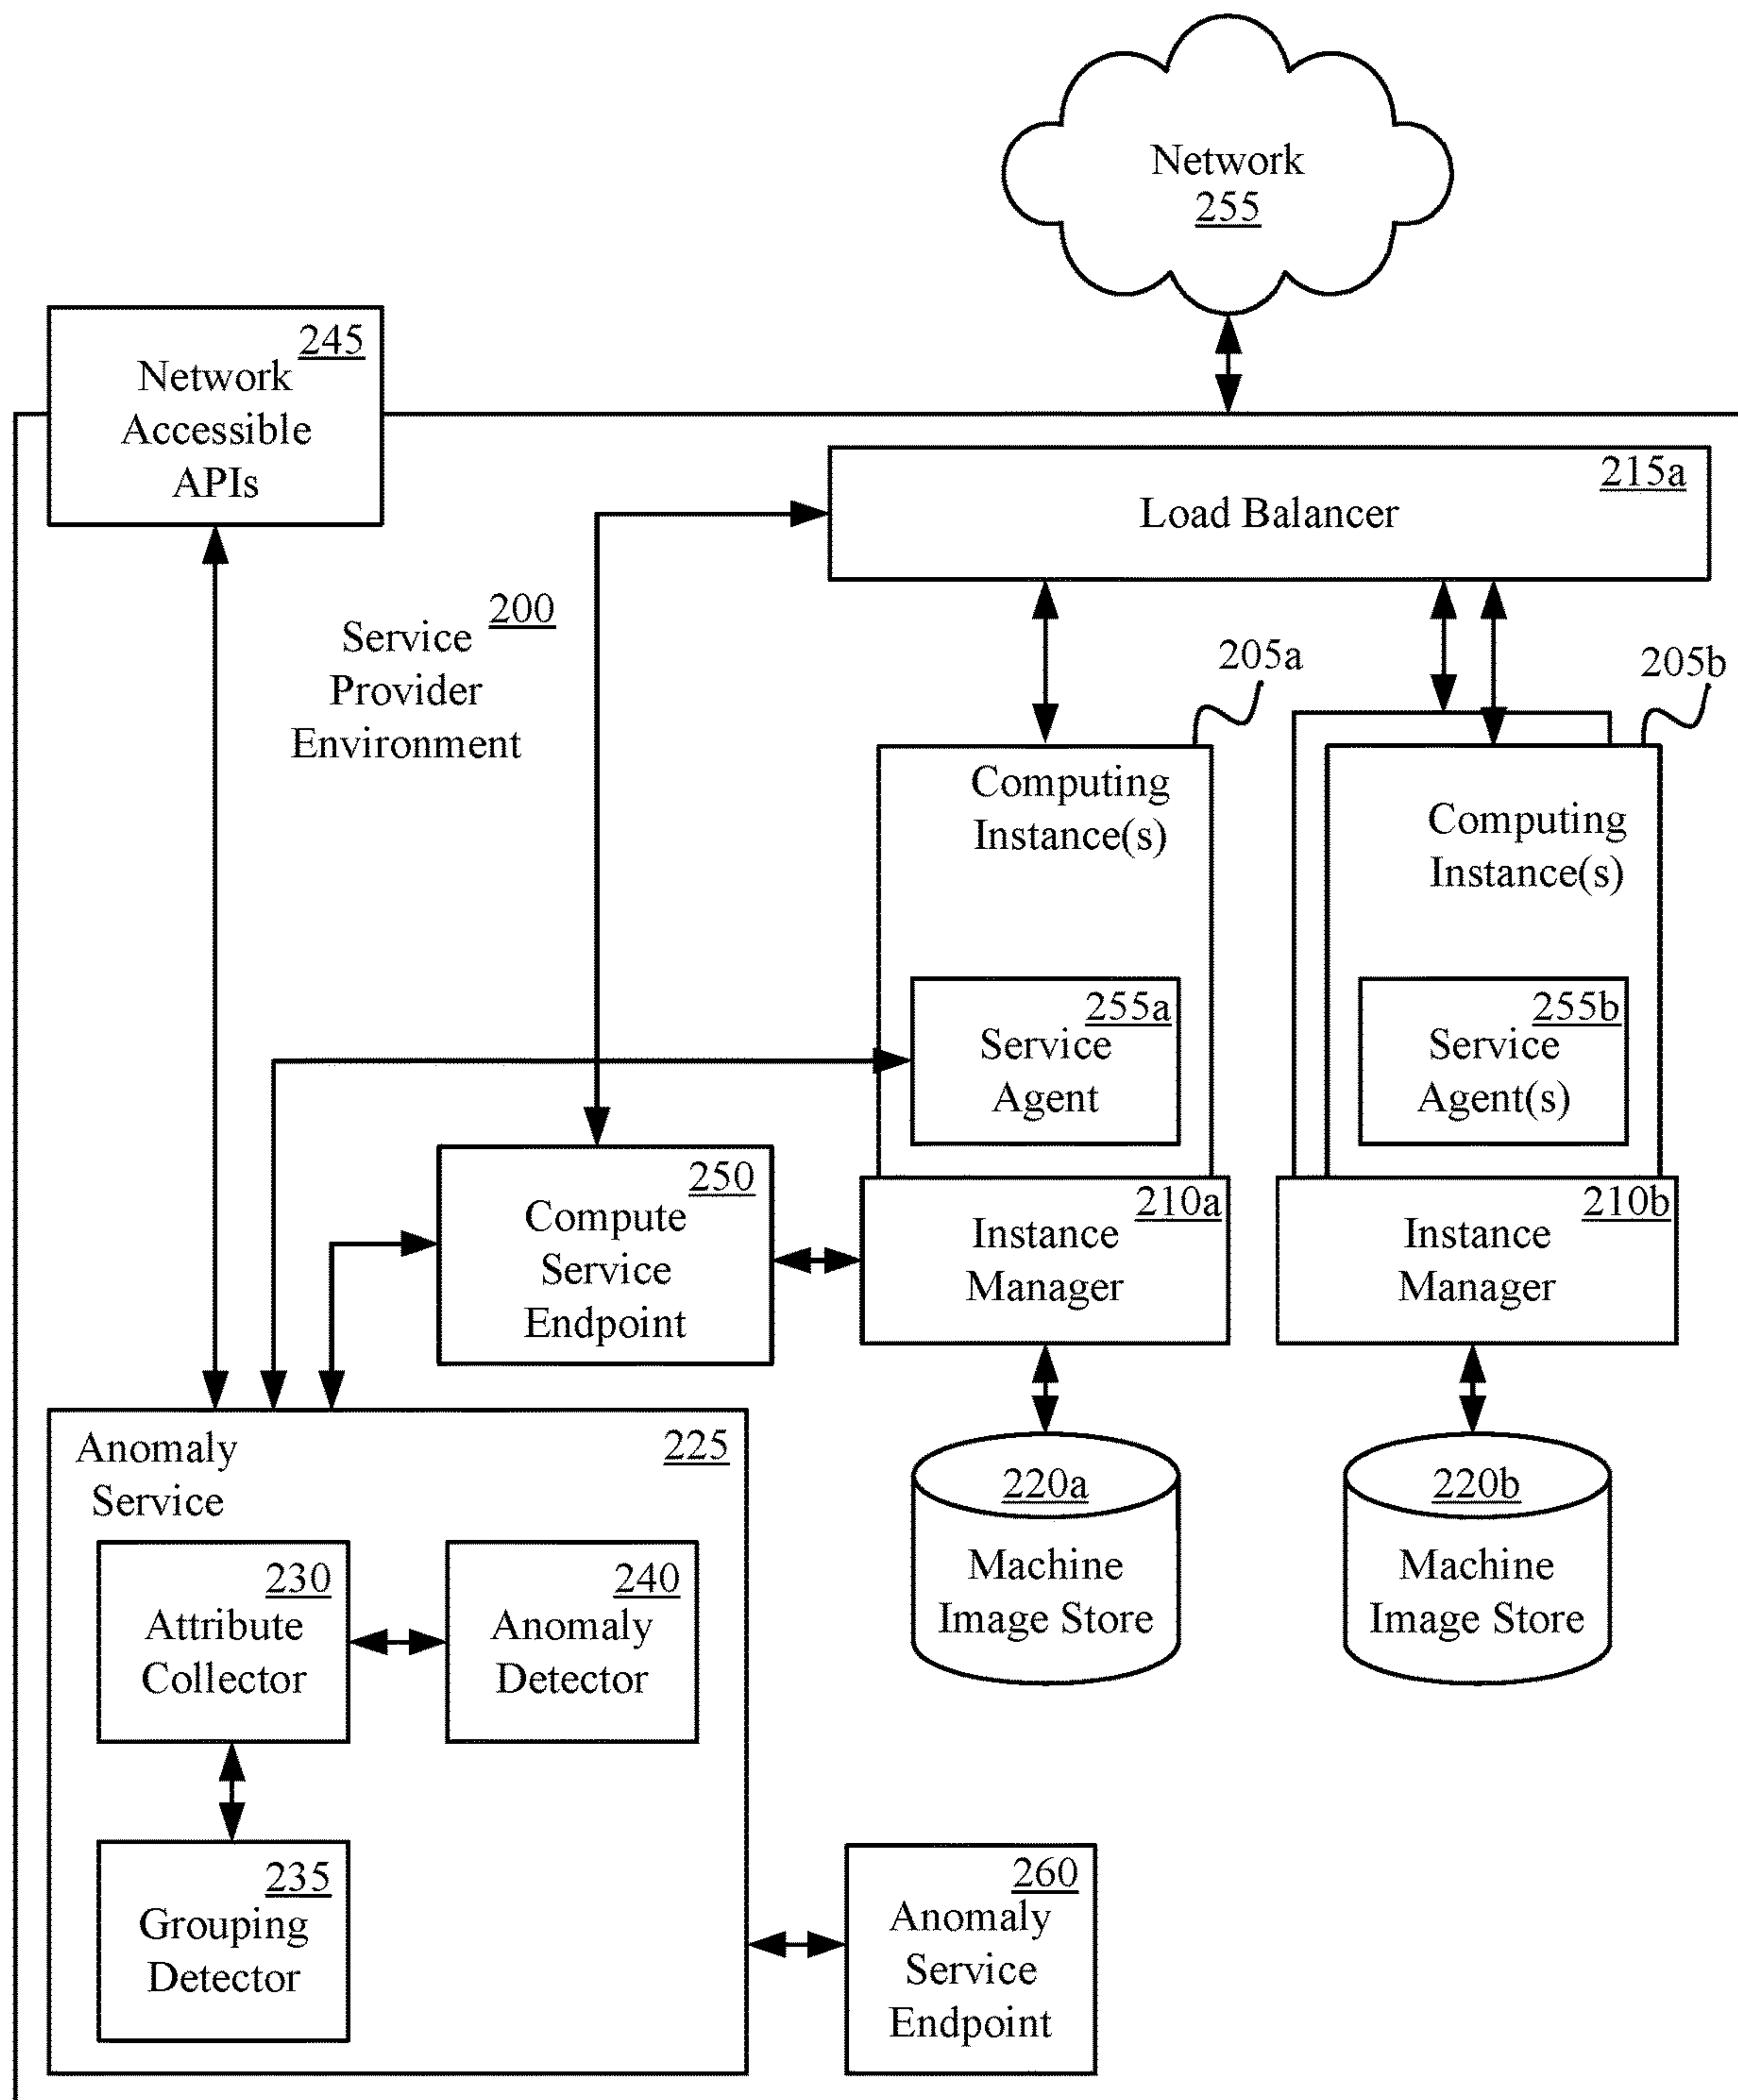 Network
255
245
Network
Accessible
APIs
215a
Load Balancer
200
Service
Provider
Environment
205a
205b
Computing
Instance(s)
Computing
Instance(s)
255a
Service
Agent
255b
Service
Agent(s)
250
Compute
Service
Endpoint
210a
Instance
Manager
210b
Instance
Manager
Anomaly
Service
225
220a
Machine
Image Store
220b
Machine
Image Store
230
Attribute
Collector
240
Anomaly
Detector
235
Grouping
Detector
260
Anomaly
Service
Endpoint